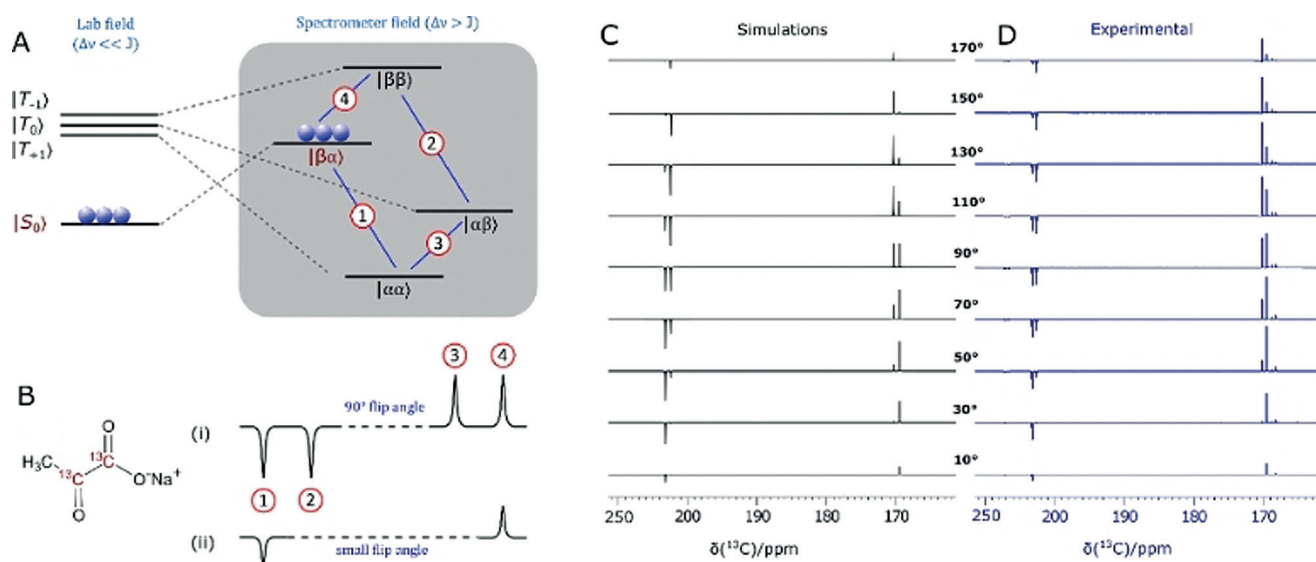 A
Lab field
(Δν << J)
Spectrometer field (Δν > J)
|T₋₁⟩
|T₀⟩
|T₊₁⟩
|S₀⟩
|ββ⟩
4
2
|βα⟩
1
|αβ⟩
3
|αα⟩
B
H₃C
¹³C
O
¹³C
O⁻Na⁺
O
(i)
90° flip angle
3
4
1
2
(ii)
small flip angle
C
Simulations
D
Experimental
170°
150°
130°
110°
90°
70°
50°
30°
10°
250 200 190 180 170
δ(¹³C)/ppm
250 200 190 180 170
δ(¹³C)/ppm